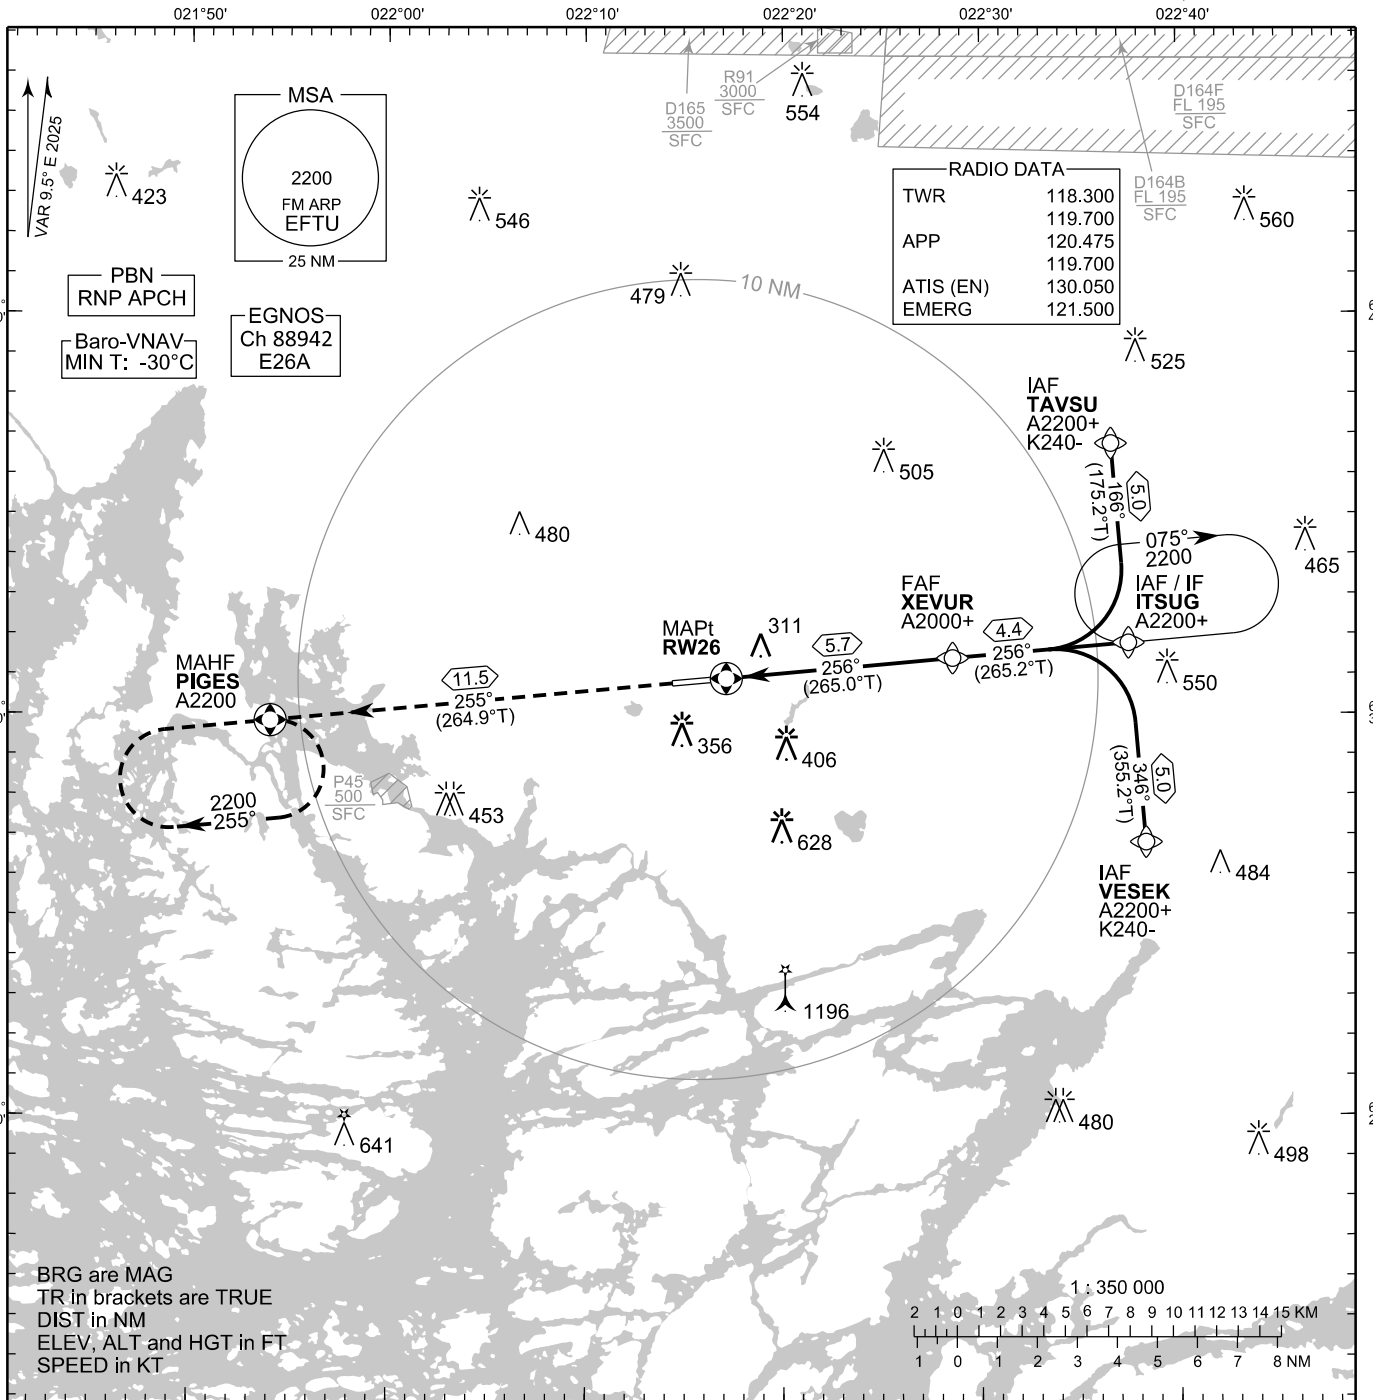 021°50'
022°00'
022°10'
022°20'
022°30'
022°40'
VAR 9.5° E 2025
MSA
2200
FM ARP
EFTU
25 NM
423
546
554
D165
3500
SFC
R91
3000
SFC
D164F
FL 195
SFC
D164B
FL 195
SFC
560
RADIO DATA
TWR 118.300
119.700
APP 120.475
119.700
ATIS (EN) 130.050
EMERG 121.500
PBN
RNP APCH
Baro-VNAV
MIN T: -30°C
EGNOS
Ch 88942
E26A
479
10 NM
525
IAF
TAVSU
A2200+
K240-
505
480
5.0
166°
(175.2°T)
465
075°
2200
FAF
XEVUR
A2000+
IAF / IF
ITSUG
A2200+
MAPt
RW26
311
5.7
256°
(265.0°T)
4.4
256°
(265.2°T)
550
MAHF
PIGES
A2200
11.5
255°
(264.9°T)
356
406
2200
255°
P45
500
SFC
453
628
5.0
346°
(355.2°T)
IAF
VESEK
A2200+
K240-
484
1196
641
480
498
BRG are MAG
TR in brackets are TRUE
DIST in NM
ELEV, ALT and HGT in FT
SPEED in KT
1 : 350 000
2 1 0 1 2 3 4 5 6 7 8 9 10 11 12 13 14 15 KM
1 0 1 2 3 4 5 6 7 8 NM